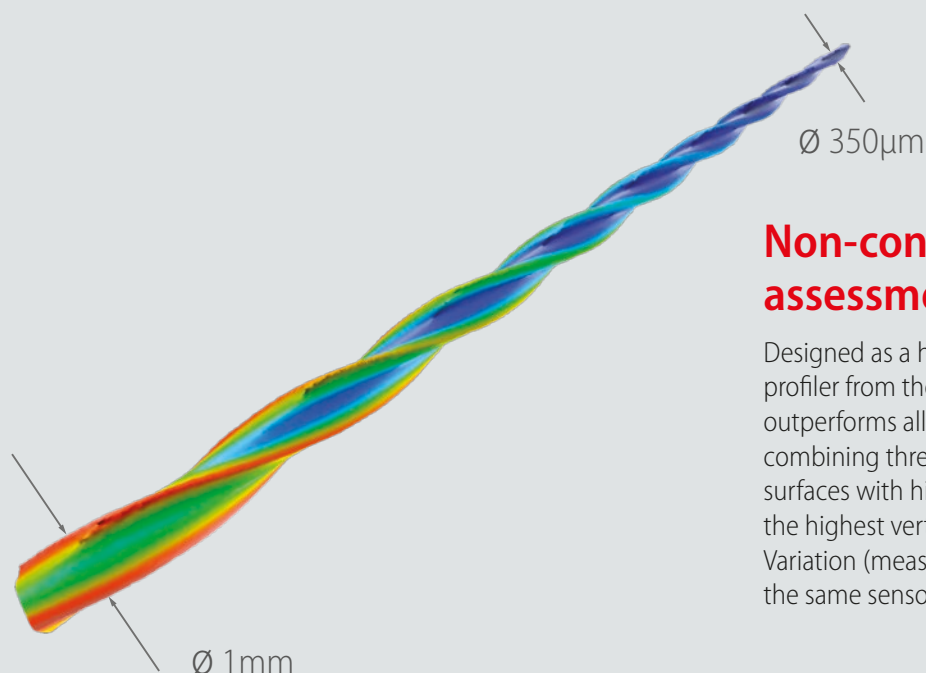 Ø 350µm
Non-con
assessme
Designed as a h
profiler from the
outperforms all
combining thre
surfaces with hi
the highest vert
Variation (meas
the same senso
Ø 1mm